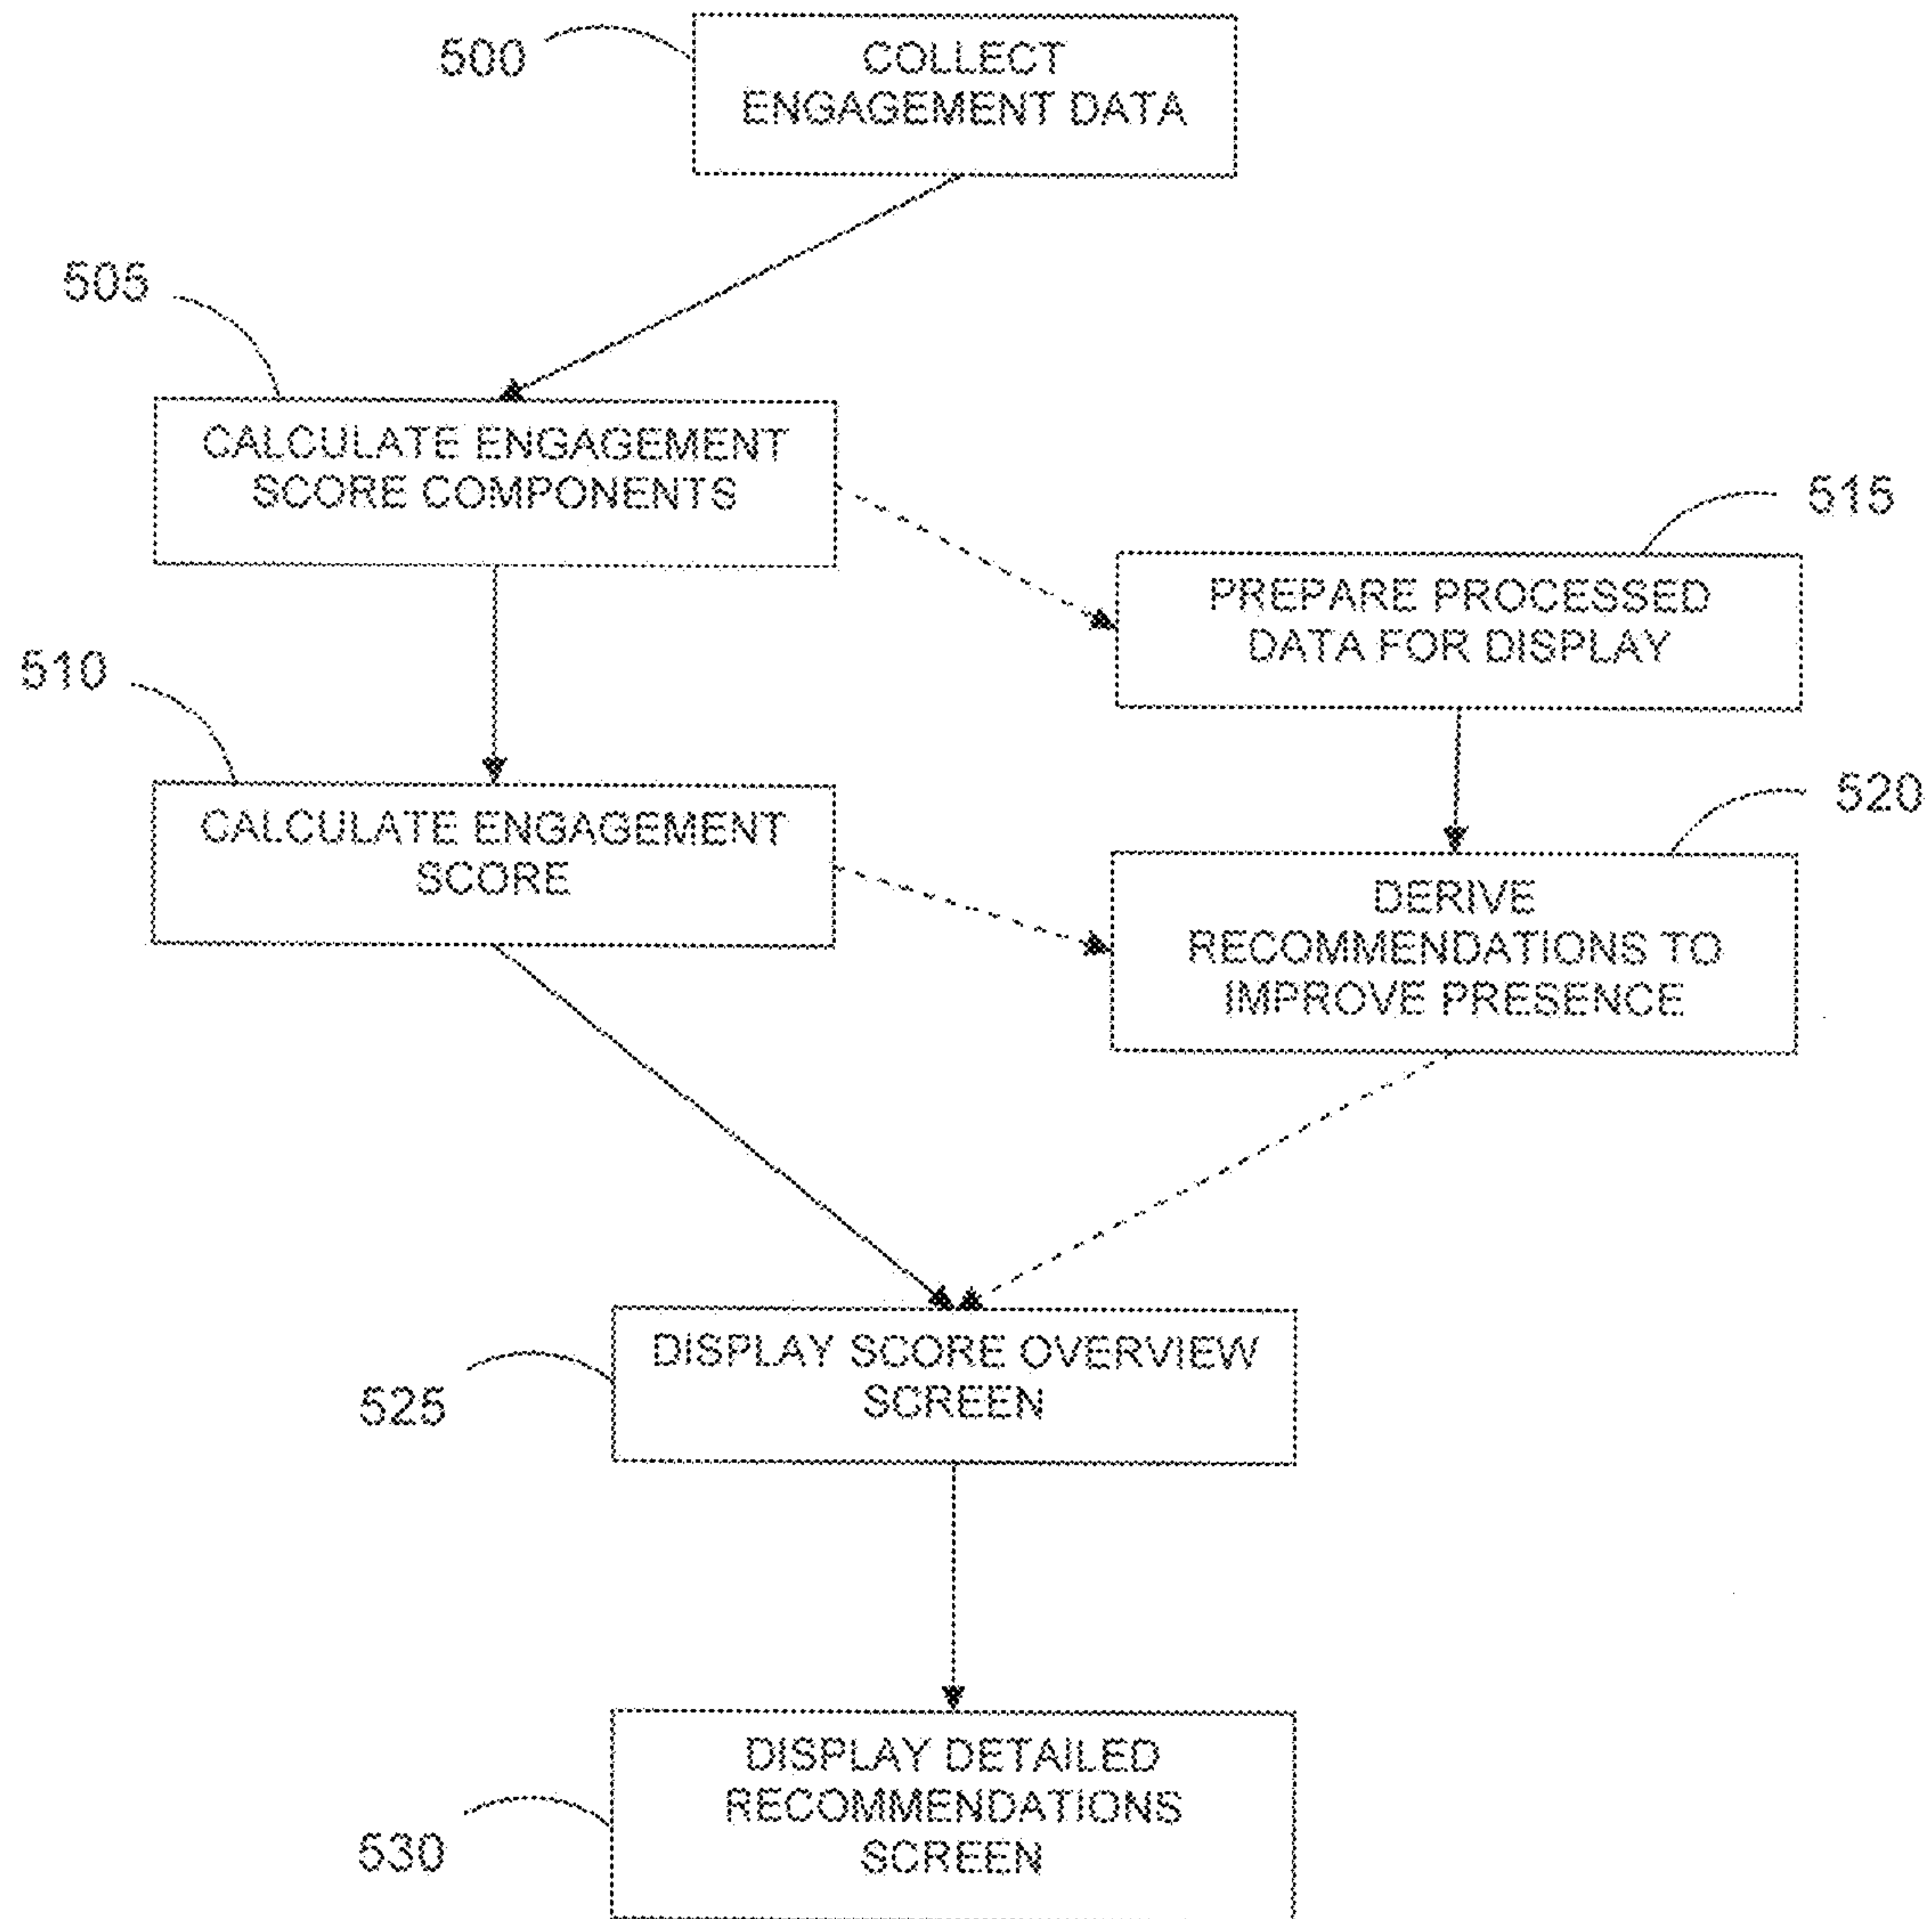 500
COLLECT
ENGAGEMENT DATA
505
CALCULATE ENGAGEMENT
SCORE COMPONENTS
515
PREPARE PROCESSED
DATA FOR DISPLAY
510
CALCULATE ENGAGEMENT
SCORE
520
DERIVE
RECOMMENDATIONS TO
IMPROVE PRESENCE
525
DISPLAY SCORE OVERVIEW
SCREEN
530
DISPLAY DETAILED
RECOMMENDATIONS
SCREEN